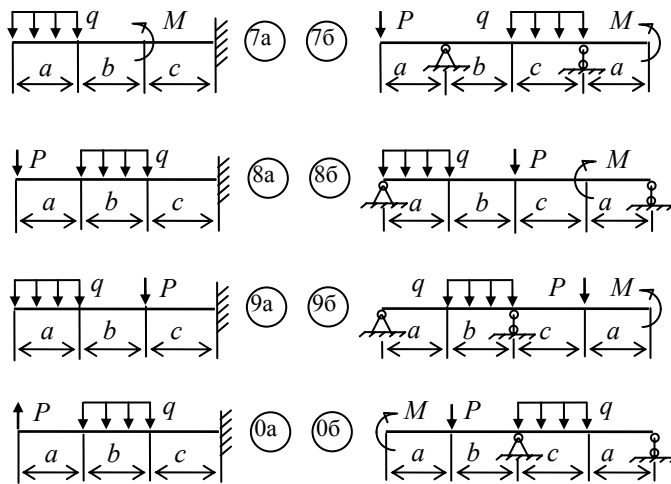 q M 7а 7б P q M
a b c a b c a
P q 8а 8б q P M
a b c a b c a
q P 9а 9б q P M
a b c a b c a
P q 0а 0б M P q
a b c a b c a